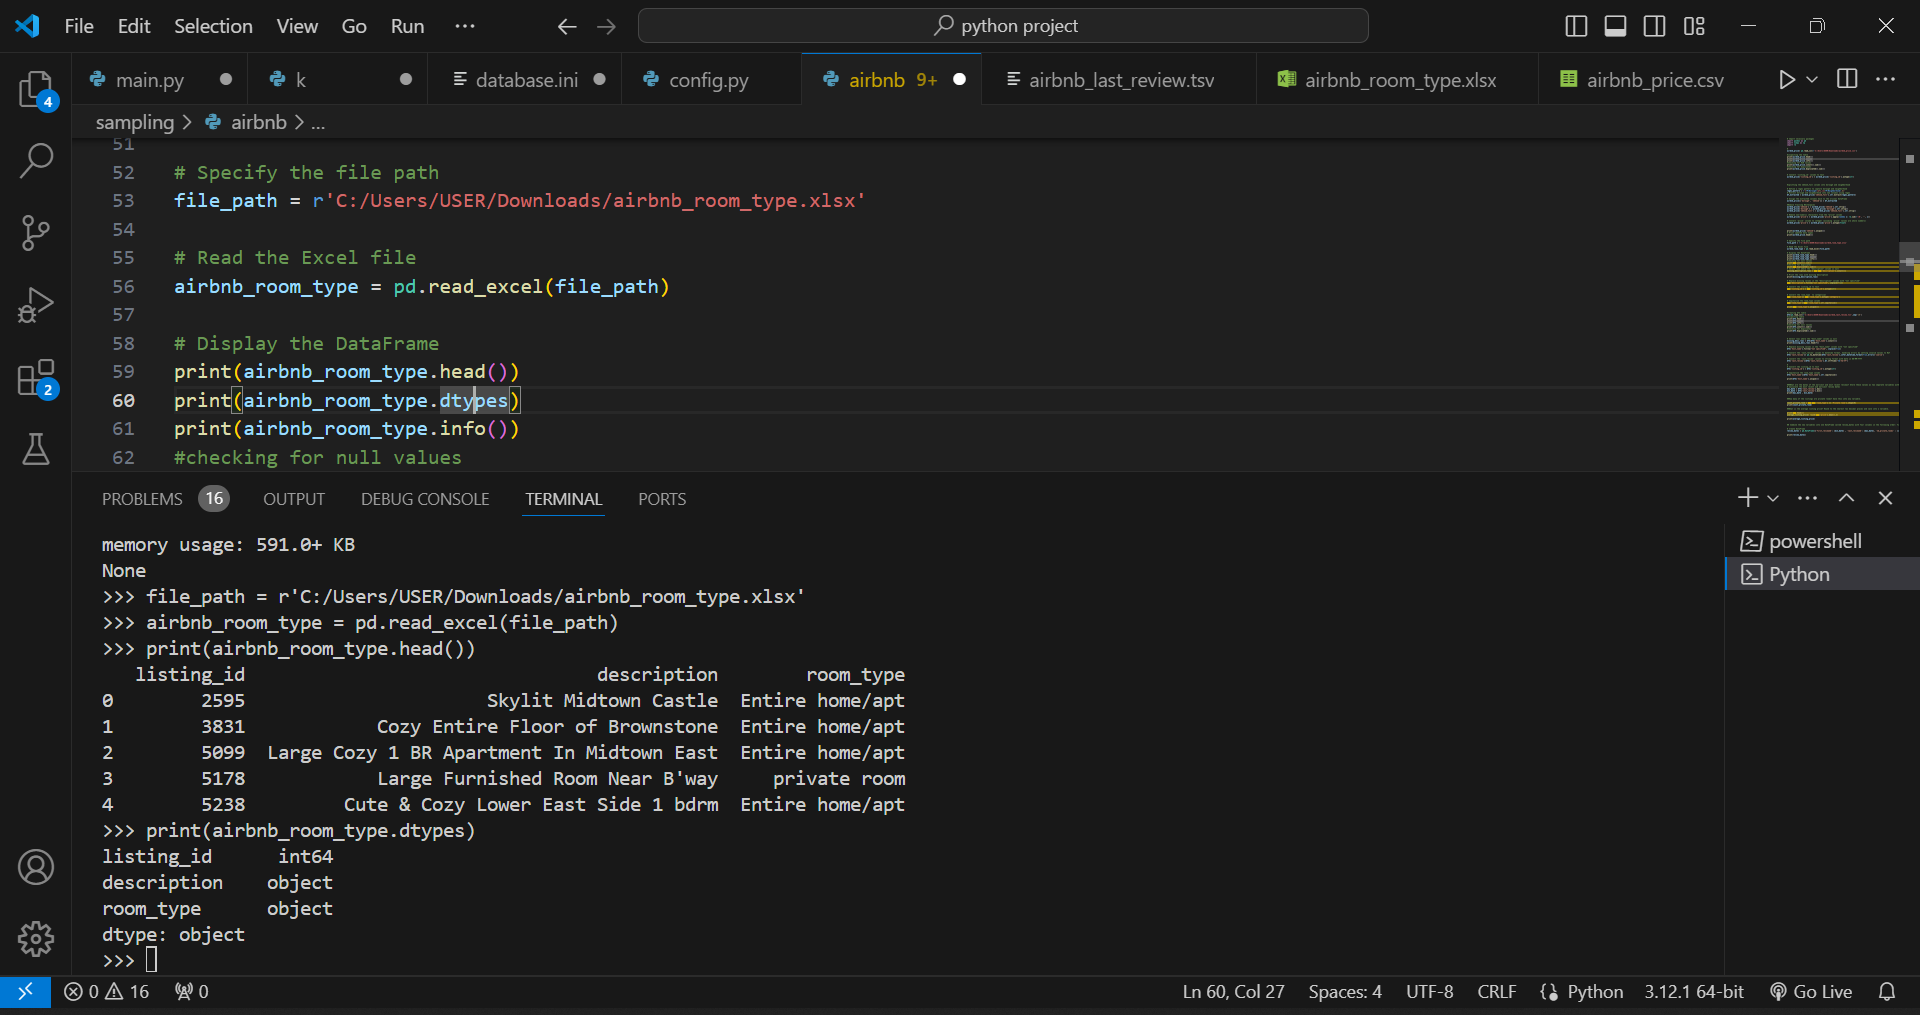 File Edit Selection View Go Run ··· python project
main.py k database.ini config.py airbnb 9+ airbnb_last_review.tsv airbnb_room_type.xlsx airbnb_price.csv
4
sampling > airbnb > ...
51
52 # Specify the file path
53 file_path = r'C:/Users/USER/Downloads/airbnb_room_type.xlsx'
54
55 # Read the Excel file
56 airbnb_room_type = pd.read_excel(file_path)
57
58 # Display the DataFrame
59 print(airbnb_room_type.head())
60 print(airbnb_room_type.dtypes)
61 print(airbnb_room_type.info())
62 #checking for null values
2
PROBLEMS 16 OUTPUT DEBUG CONSOLE TERMINAL PORTS
memory usage: 591.0+ KB
None
>>> file_path = r'C:/Users/USER/Downloads/airbnb_room_type.xlsx'
>>> airbnb_room_type = pd.read_excel(file_path)
>>> print(airbnb_room_type.head())
listing_id description room_type
0 2595 Skylit Midtown Castle Entire home/apt
1 3831 Cozy Entire Floor of Brownstone Entire home/apt
2 5099 Large Cozy 1 BR Apartment In Midtown East Entire home/apt
3 5178 Large Furnished Room Near B'way private room
4 5238 Cute & Cozy Lower East Side 1 bdrm Entire home/apt
>>> print(airbnb_room_type.dtypes)
listing_id int64
description object
room_type object
dtype: object
>>>
powershell
Python
0 16 0 Ln 60, Col 27 Spaces: 4 UTF-8 CRLF Python 3.12.1 64-bit Go Live